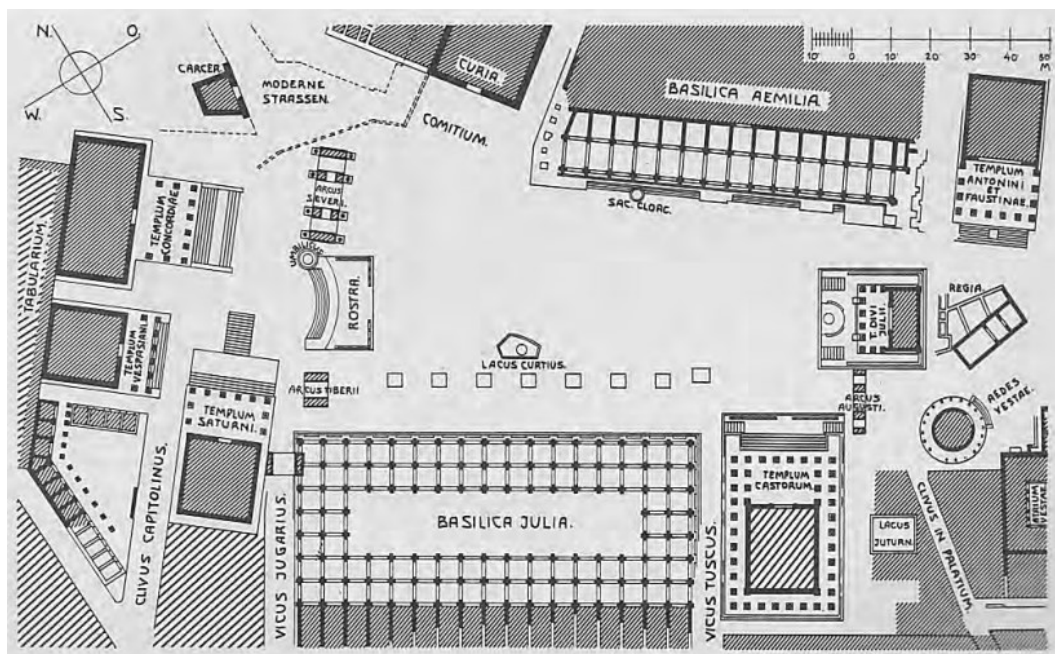 N.
O.
W.
S.
CARCER.
MODERNE
STRASSEN.
CURIA.
COMITIUM.
BASILICA AEMILIA.
10' 0' 20' 30' 40' 50'
M
TEMPLUM
ANTONINI
ET
FAUSTINAE.
SAC. CLOAC.
TABULARIUM.
TEMPLUM
CONCORDIAE
ARCUS
SEVERI.
UMBILICUS
ROSTRA.
LACUS CURTIUS.
T. DIVI
JULII.
REGIA.
TEMPLUM
VESPASIANI.
ARCUS TIBERII
ARCUS
AUGUSTI.
AEDES
VESTAE.
TEMPLUM
SATURNI.
CLIVUS CAPITOLINUS.
VICUS JUGARIUS.
BASILICA JULIA.
VICUS TUSCUS.
TEMPLUM
CASTORUM.
LACUS
JUTURN.
CLIVUS IN PALATIUM.
ATRIUM
VESTAE